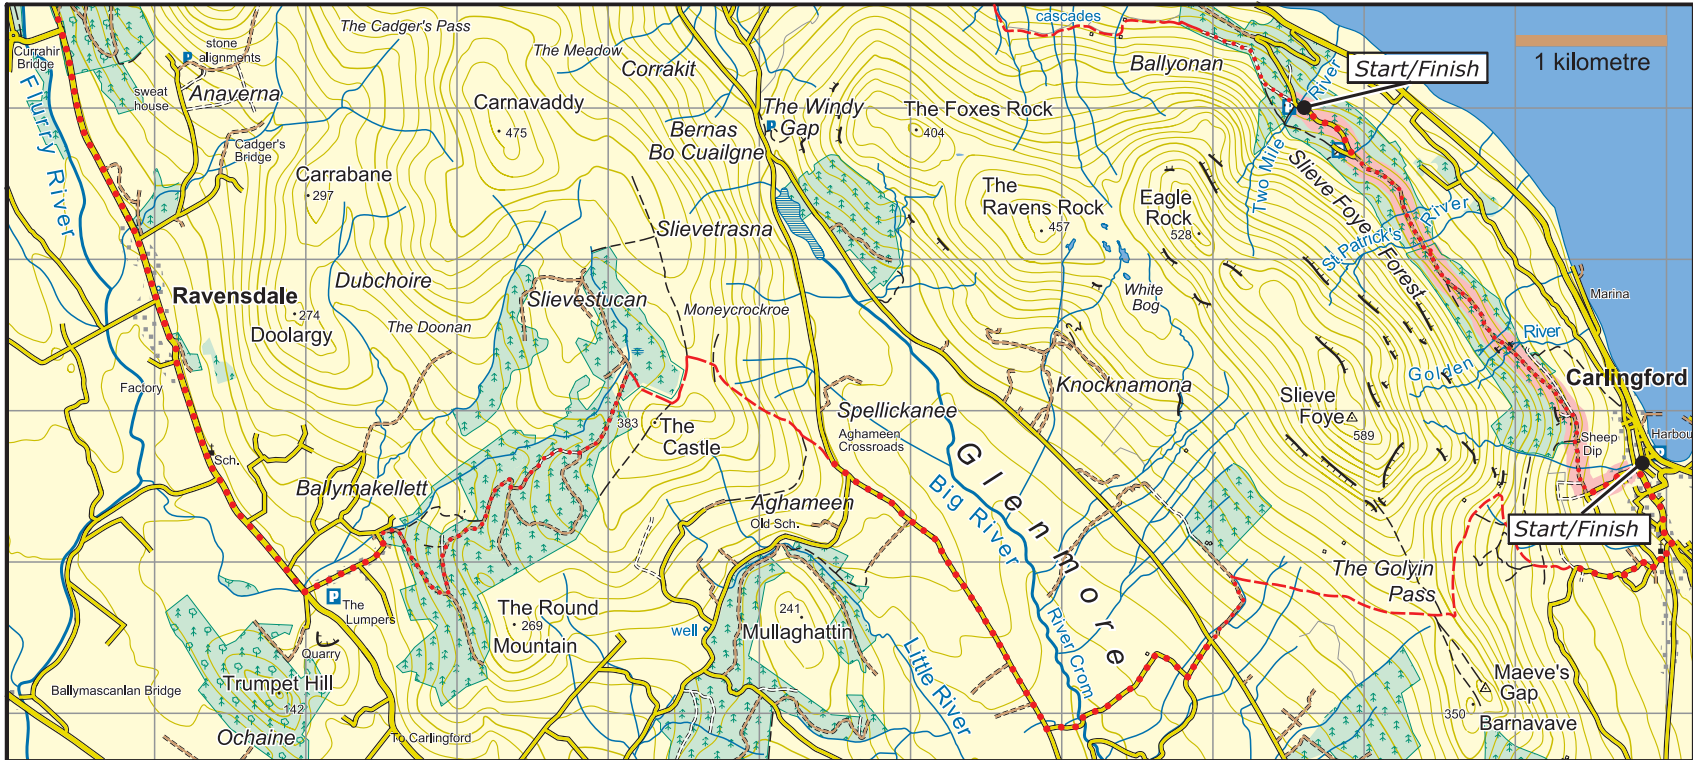 The Cadger's Pass
cascades
stone
alignments
Currahir
Bridge
The Meadow
Corrakit
Ballyonan
Start/Finish
1 kilometre
River
sweat
house
Anaverna
Carnavaddy
475
The Windy
Gap
The Foxes Rock
404
Flurry River
Cadger's
Bridge
Bernas
Bo Cuailgne
Carrabane
297
The
Ravens Rock
457
Eagle
Rock
528
Two Mile
Slieve Foye Forest
St.Patrick's River
Slievetrasna
Dubchoire
Ravensdale
274
Doolargy
The Doonan
Slievestucan
Moneycrockroe
White
Bog
Marina
Golden River
Factory
Knocknamona
Carlingford
Slieve
Foye
589
Spellickanee
Aghameen
Crossroads
383
The
Castle
Sheep
Dip
Harbou
Sch.
Glenmore
Big River
Ballymakellett
Aghameen
Old Sch.
Start/Finish
The Golyin
Pass
The
Lumpers
The Round
Mountain
269
241
Mullaghattin
well
River Crom
Little River
Quarry
Ballymascanlan Bridge
Trumpet Hill
142
Ochaine
To Carlingford
Maeve's
Gap
350
Barnavave
P
P
P